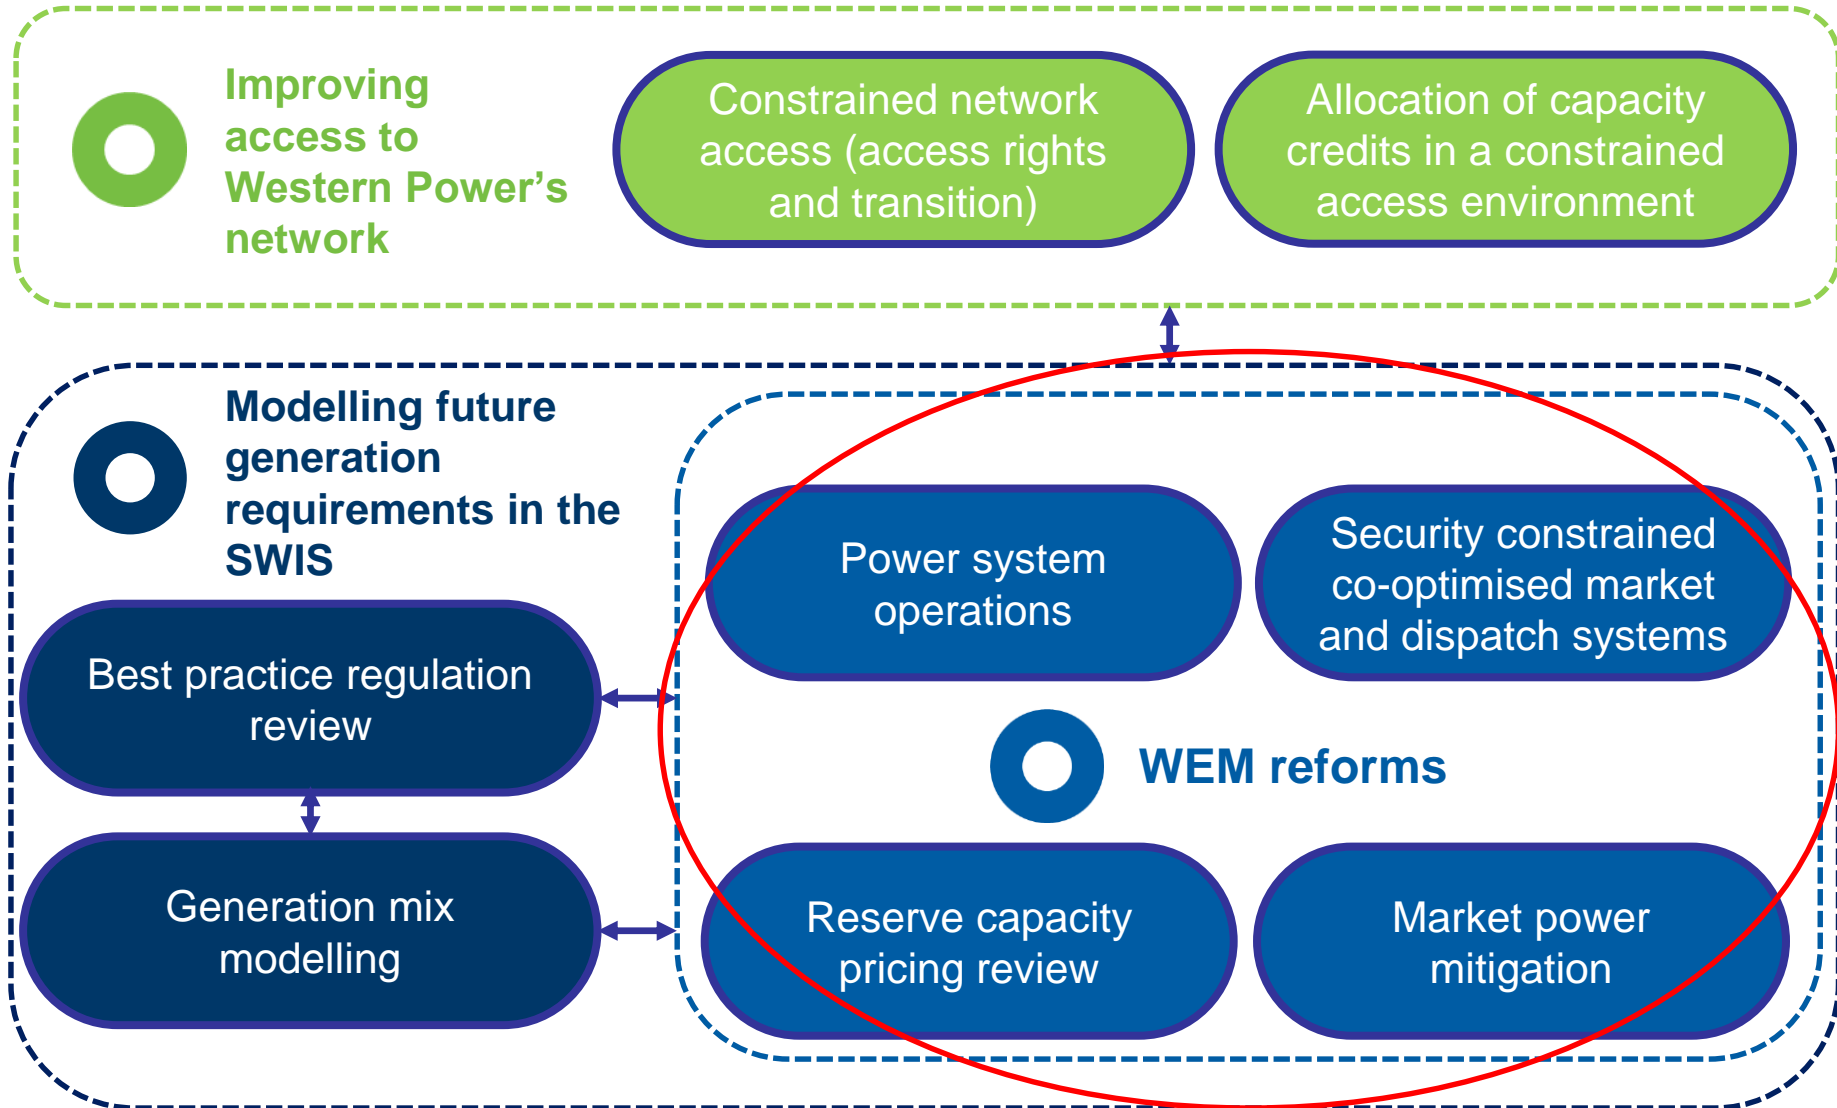 Improving
access to
Western Power’s
network
Constrained network
access (access rights
and transition)
Allocation of capacity
credits in a constrained
access environment
Modelling future
generation
requirements in the
SWIS
Best practice regulation
review
Generation mix
modelling
Power system
operations
Security constrained
co-optimised market
and dispatch systems
WEM reforms
Reserve capacity
pricing review
Market power
mitigation